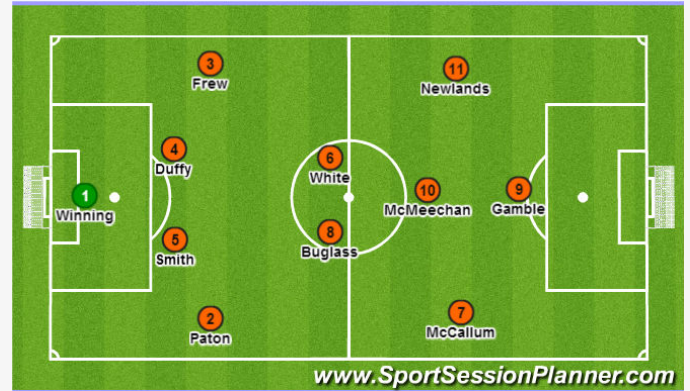 3
Frew
11
Newlands
4
Duffy
6
White
1
Winning
10
McMeechan
9
Gamble
5
Smith
8
Buglass
2
Paton
7
McCallum
www.SportSessionPlanner.com